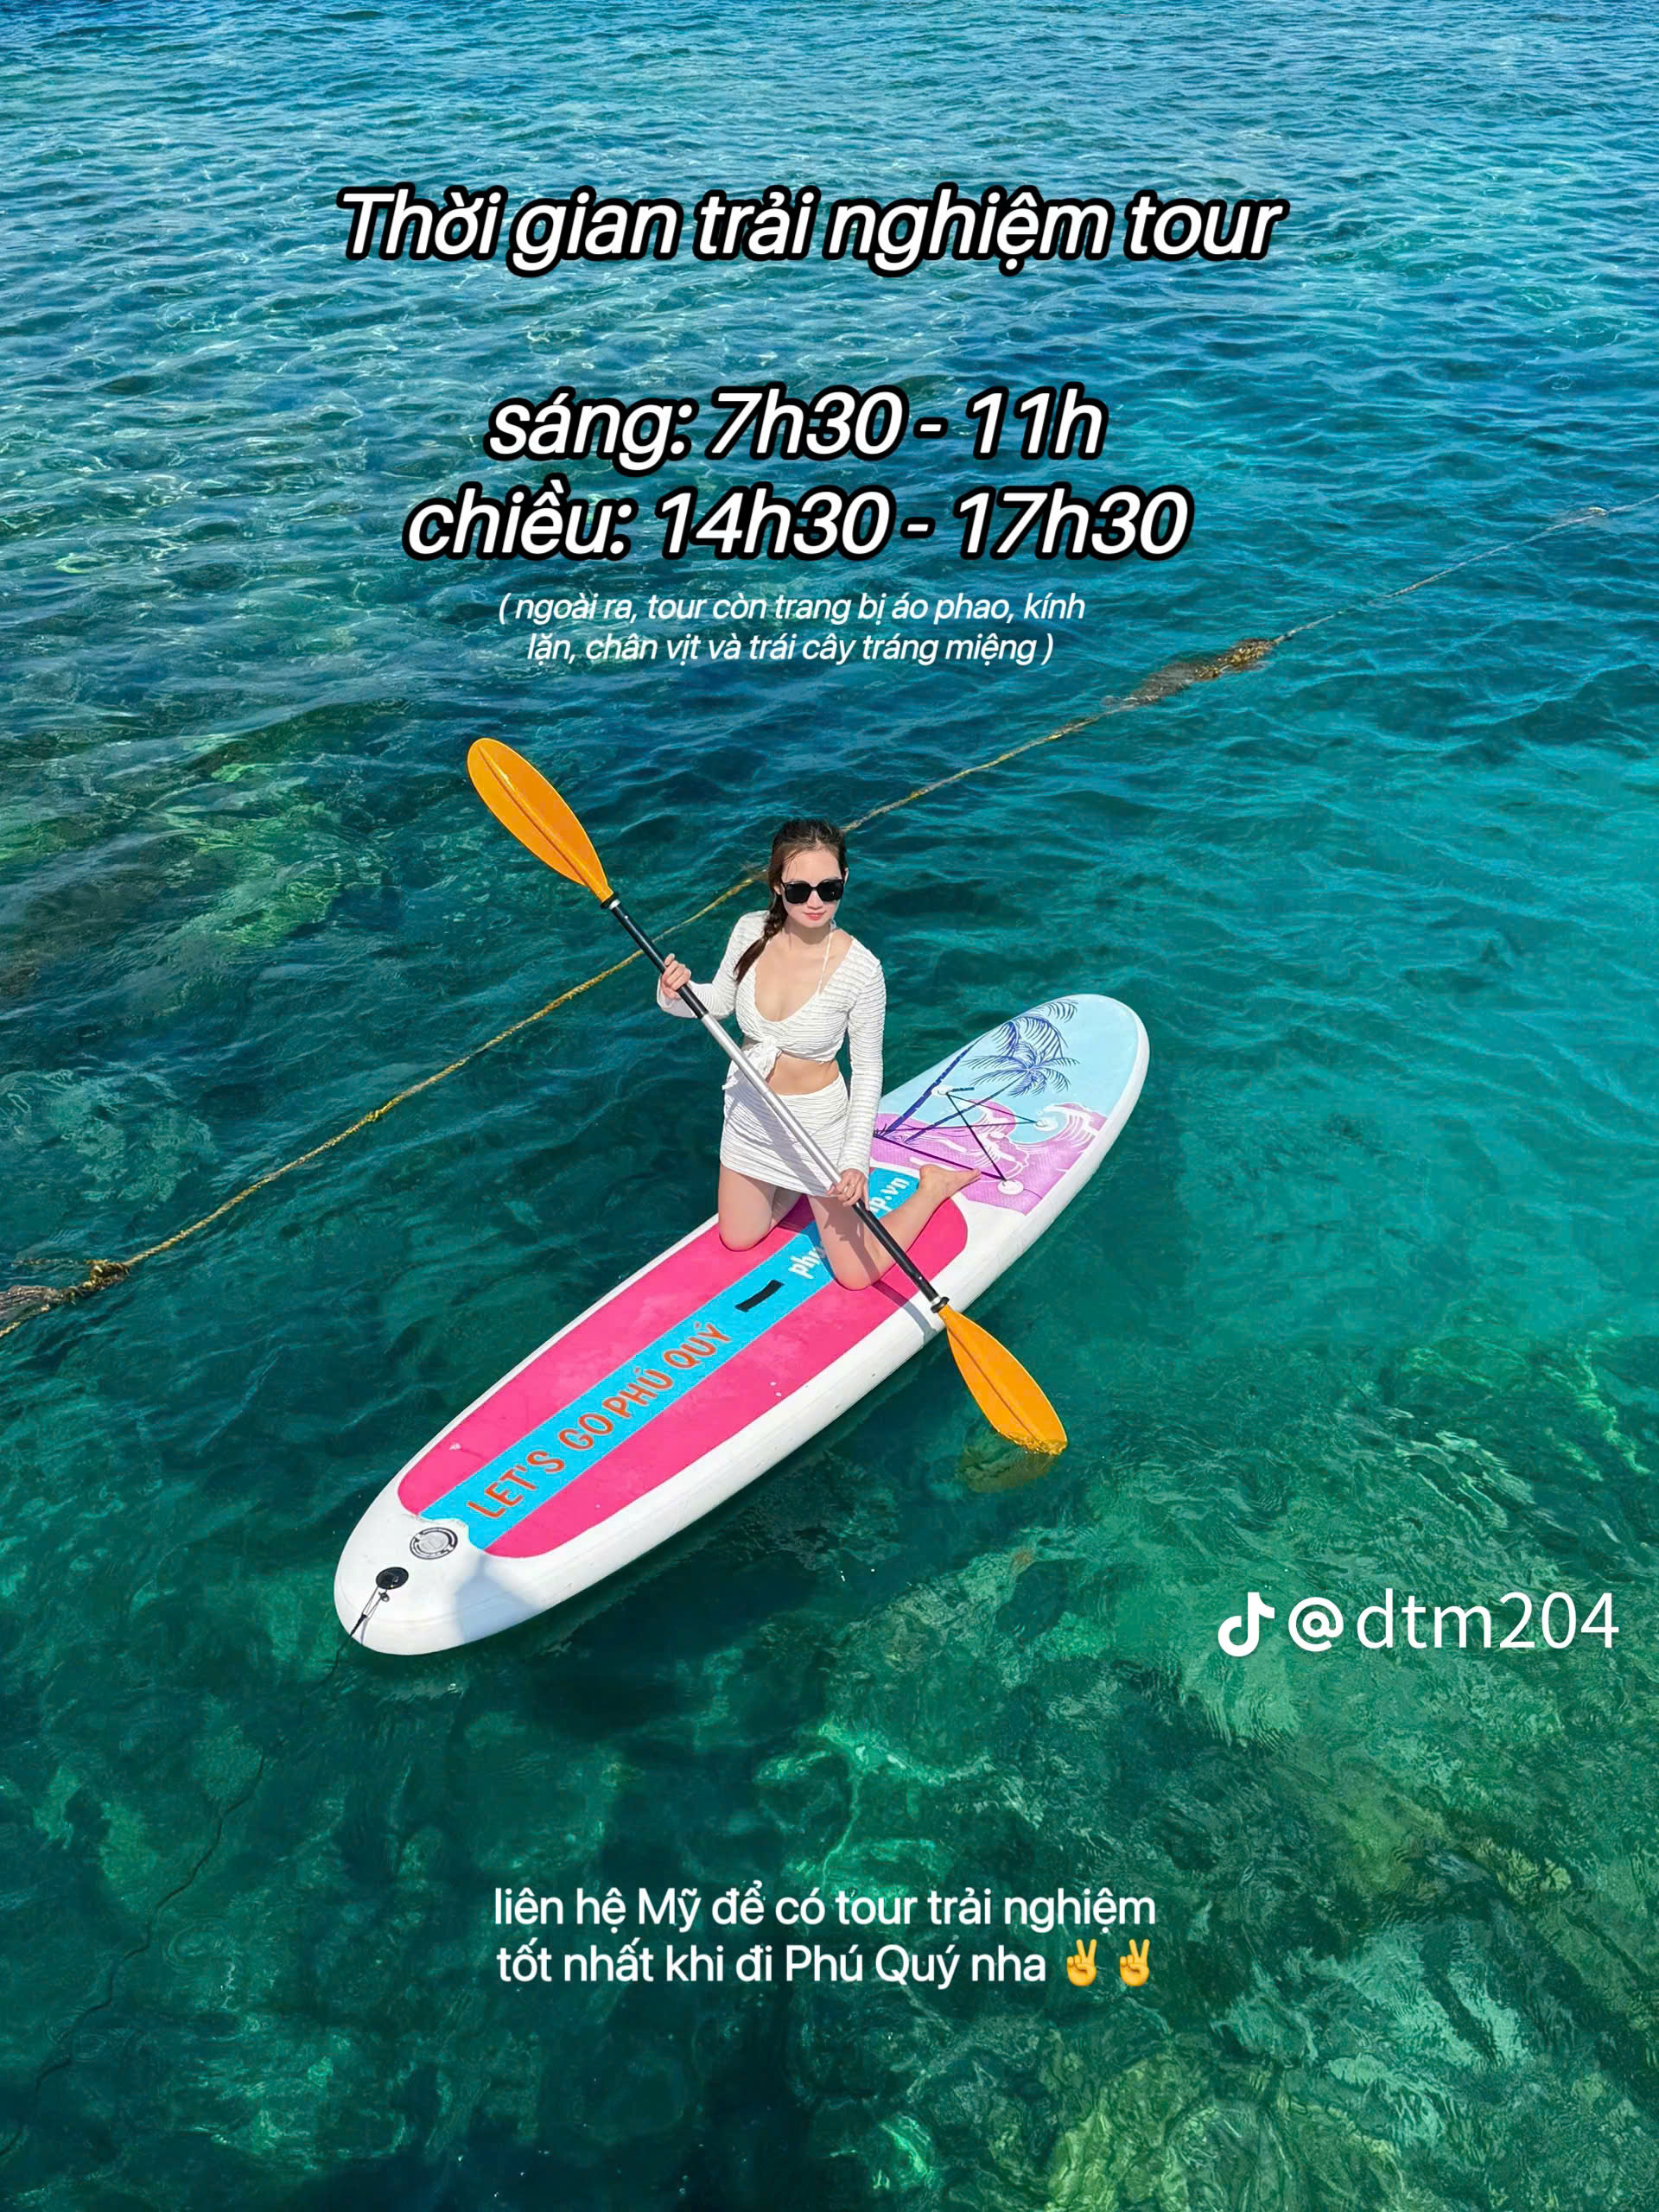 Thời gian trải nghiệm tour
sáng: 7h30 - 11h
chiều: 14h30 - 17h30
( ngoài ra, tour còn trang bị áo phao, kính
lặn, chân vịt và trái cây tráng miệng )
LET'S GO PHÚ QUÝ
@dtm204
liên hệ Mỹ để có tour trải nghiệm
tốt nhất khi đi Phú Quý nha ✌️✌️